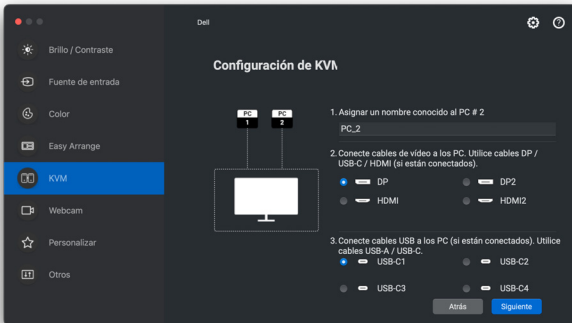 Dell
Brillo / Contraste
Fuente de entrada
Color
Easy Arrange
KVM
Webcam
Personalizar
Otros
Configuración de KVM
PC
1
PC
2
1. Asignar un nombre conocido al PC # 2
PC_2
2. Conecte cables de vídeo a los PC. Utilice cables DP /
USB-C / HDMI (si están conectados).
DP
DP2
HDMI
HDMI2
3. Conecte cables USB a los PC (si están conectados). Utilice
cables USB-A / USB-C.
USB-C1
USB-C2
USB-C3
USB-C4
Atrás
Siguiente